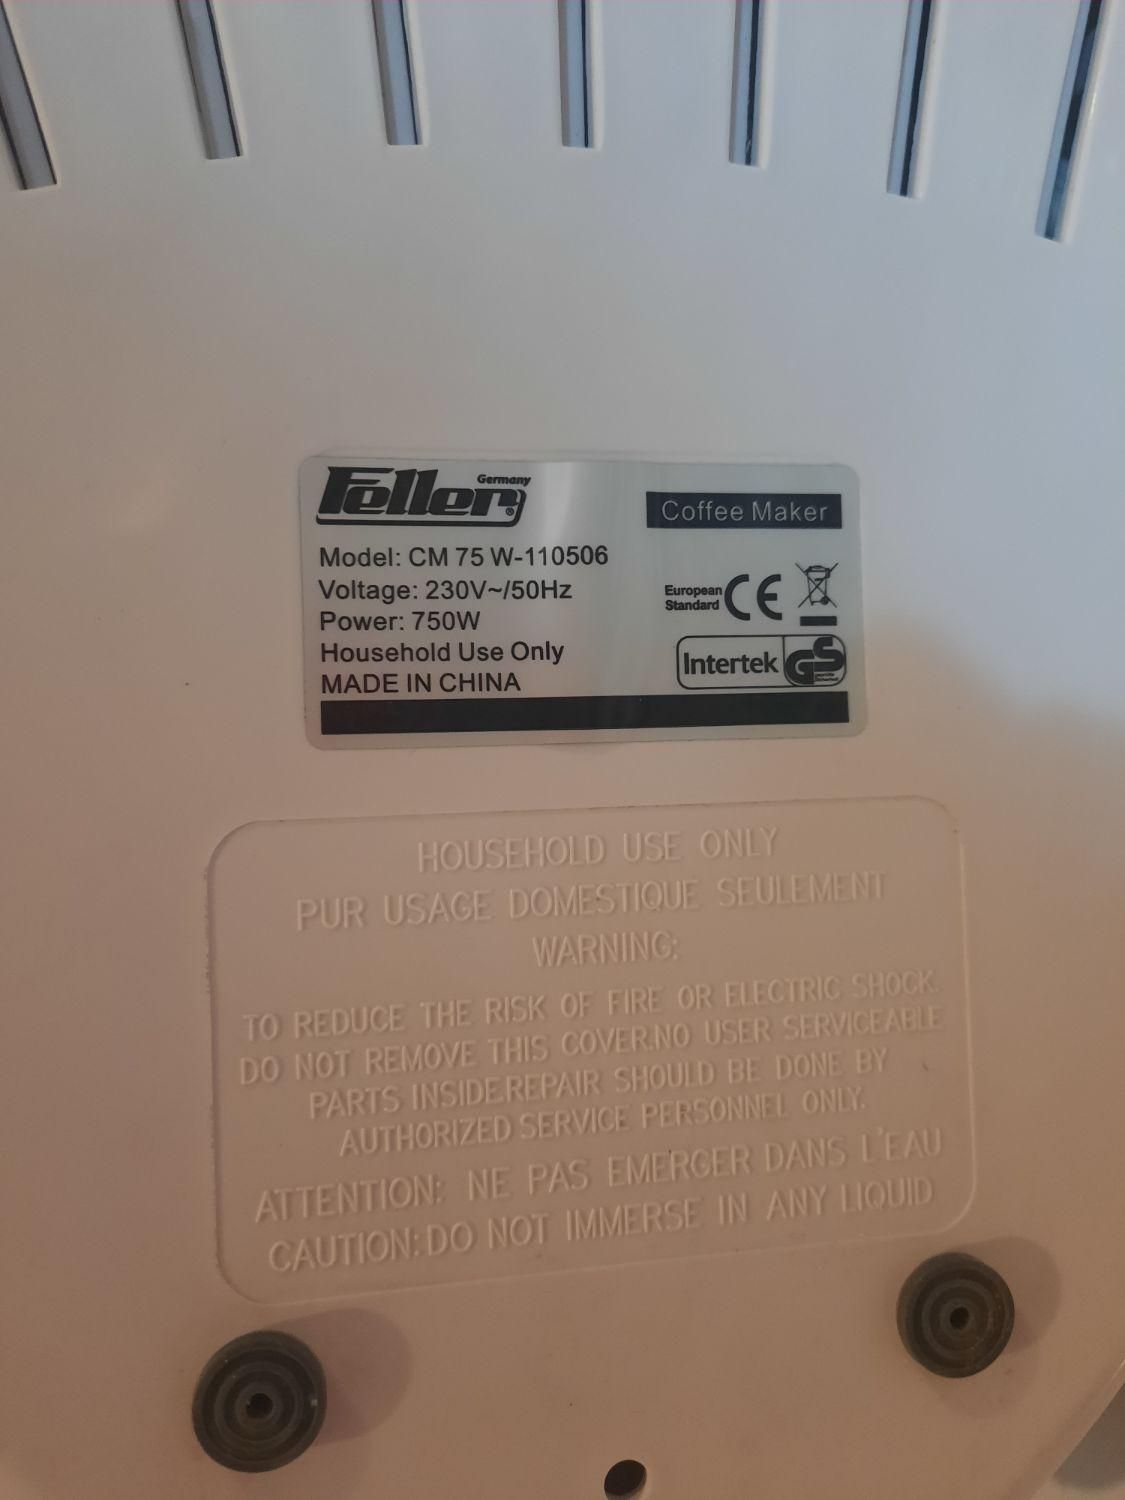 Feller® Germany
Coffee Maker
Model: CM 75 W-110506
Voltage: 230V~/50Hz
Power: 750W
Household Use Only
MADE IN CHINA
European
Standard
CE
Intertek
GS
HOUSEHOLD USE ONLY
PUR USAGE DOMESTIQUE SEULEMENT
WARNING:
TO REDUCE THE RISK OF FIRE OR ELECTRIC SHOCK.
DO NOT REMOVE THIS COVER.NO USER SERVICEABLE
PARTS INSIDE.REPAIR SHOULD BE DONE BY
AUTHORIZED SERVICE PERSONNEL ONLY.
ATTENTION: NE PAS EMERGER DANS L'EAU
CAUTION:DO NOT IMMERSE IN ANY LIQUID